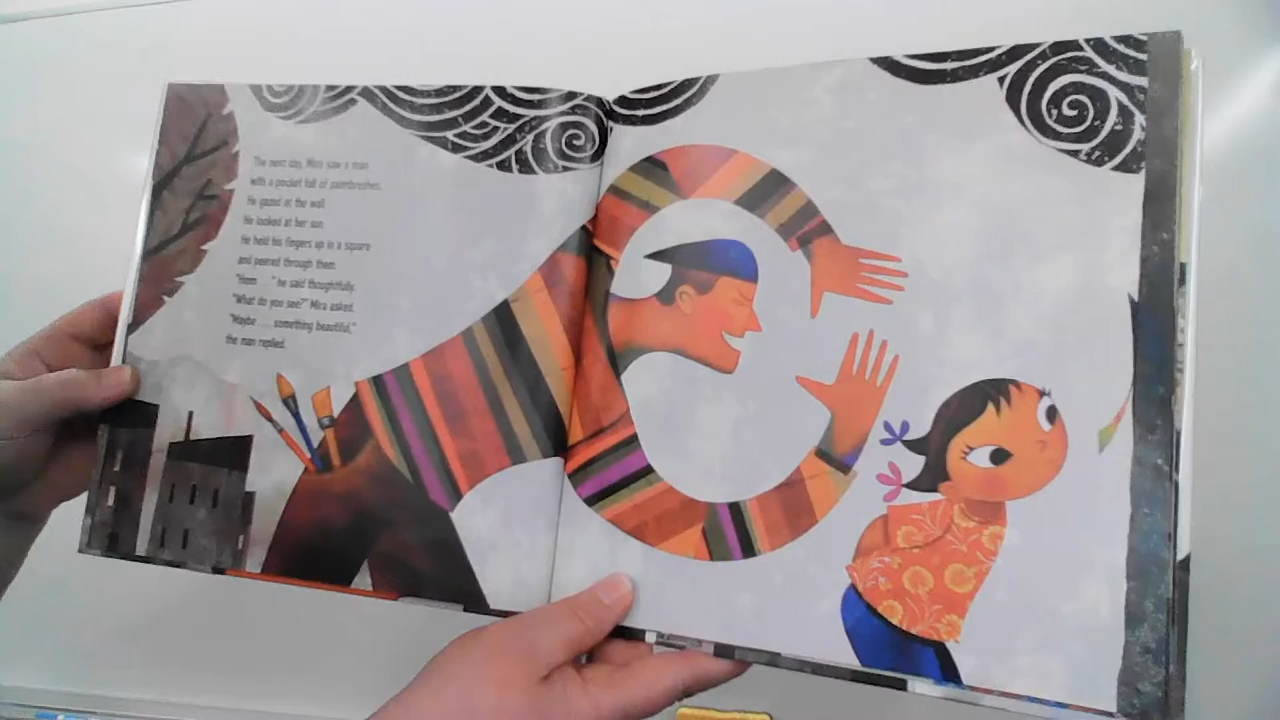 The next day, Mira saw a man
with a pocket full of paintbrushes.
He gazed at the wall.
He looked at her sun.
He held his fingers up in a square
and peered through them.
"Hmm . . ." he said thoughtfully.
"What do you see?" Mira asked.
"Maybe . . . something beautiful,"
the man replied.